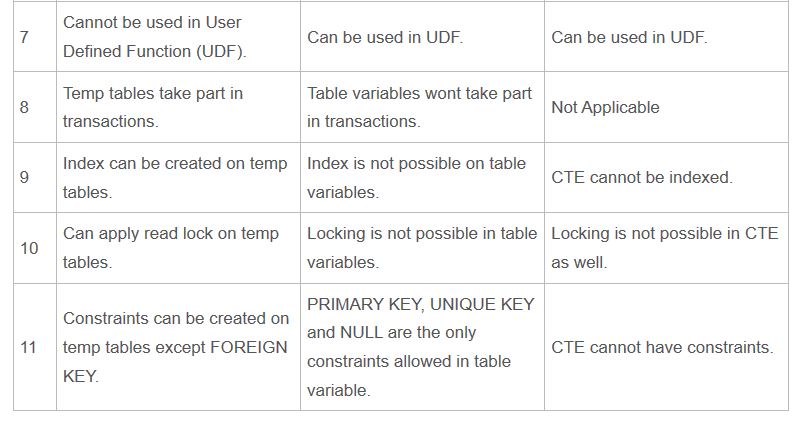 7
Cannot be used in User
Defined Function (UDF).
Can be used in UDF.
Can be used in UDF.
8
Temp tables take part in
transactions.
Table variables wont take part
in transactions.
Not Applicable
9
Index can be created on temp
tables.
Index is not possible on table
variables.
CTE cannot be indexed.
10
Can apply read lock on temp
tables.
Locking is not possible in table
variables.
Locking is not possible in CTE
as well.
11
Constraints can be created on
temp tables except FOREIGN
KEY.
PRIMARY KEY, UNIQUE KEY
and NULL are the only
constraints allowed in table
variable.
CTE cannot have constraints.